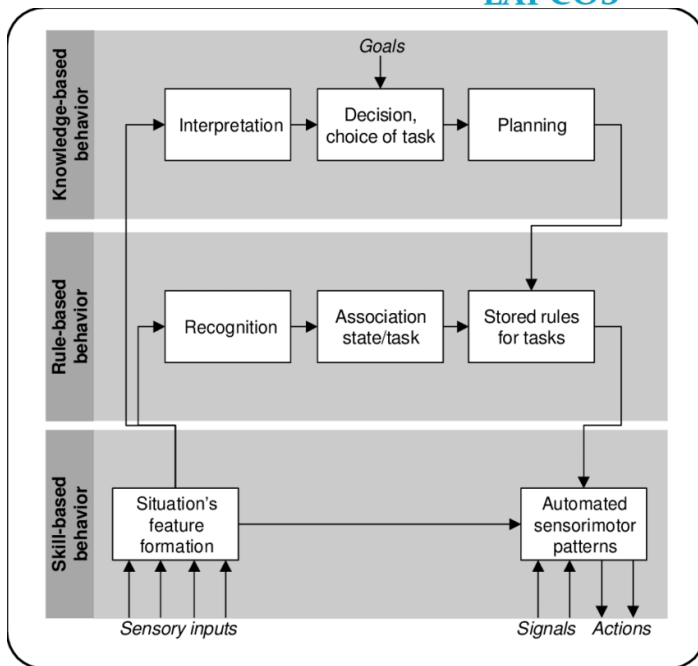 Goals
Knowledge-based
behavior
Interpretation
Decision,
choice of task
Planning
Rule-based
behavior
Recognition
Association
state/task
Stored rules
for tasks
Skill-based
behavior
Situation's
feature
formation
Automated
sensorimotor
patterns
Sensory inputs
Signals
Actions